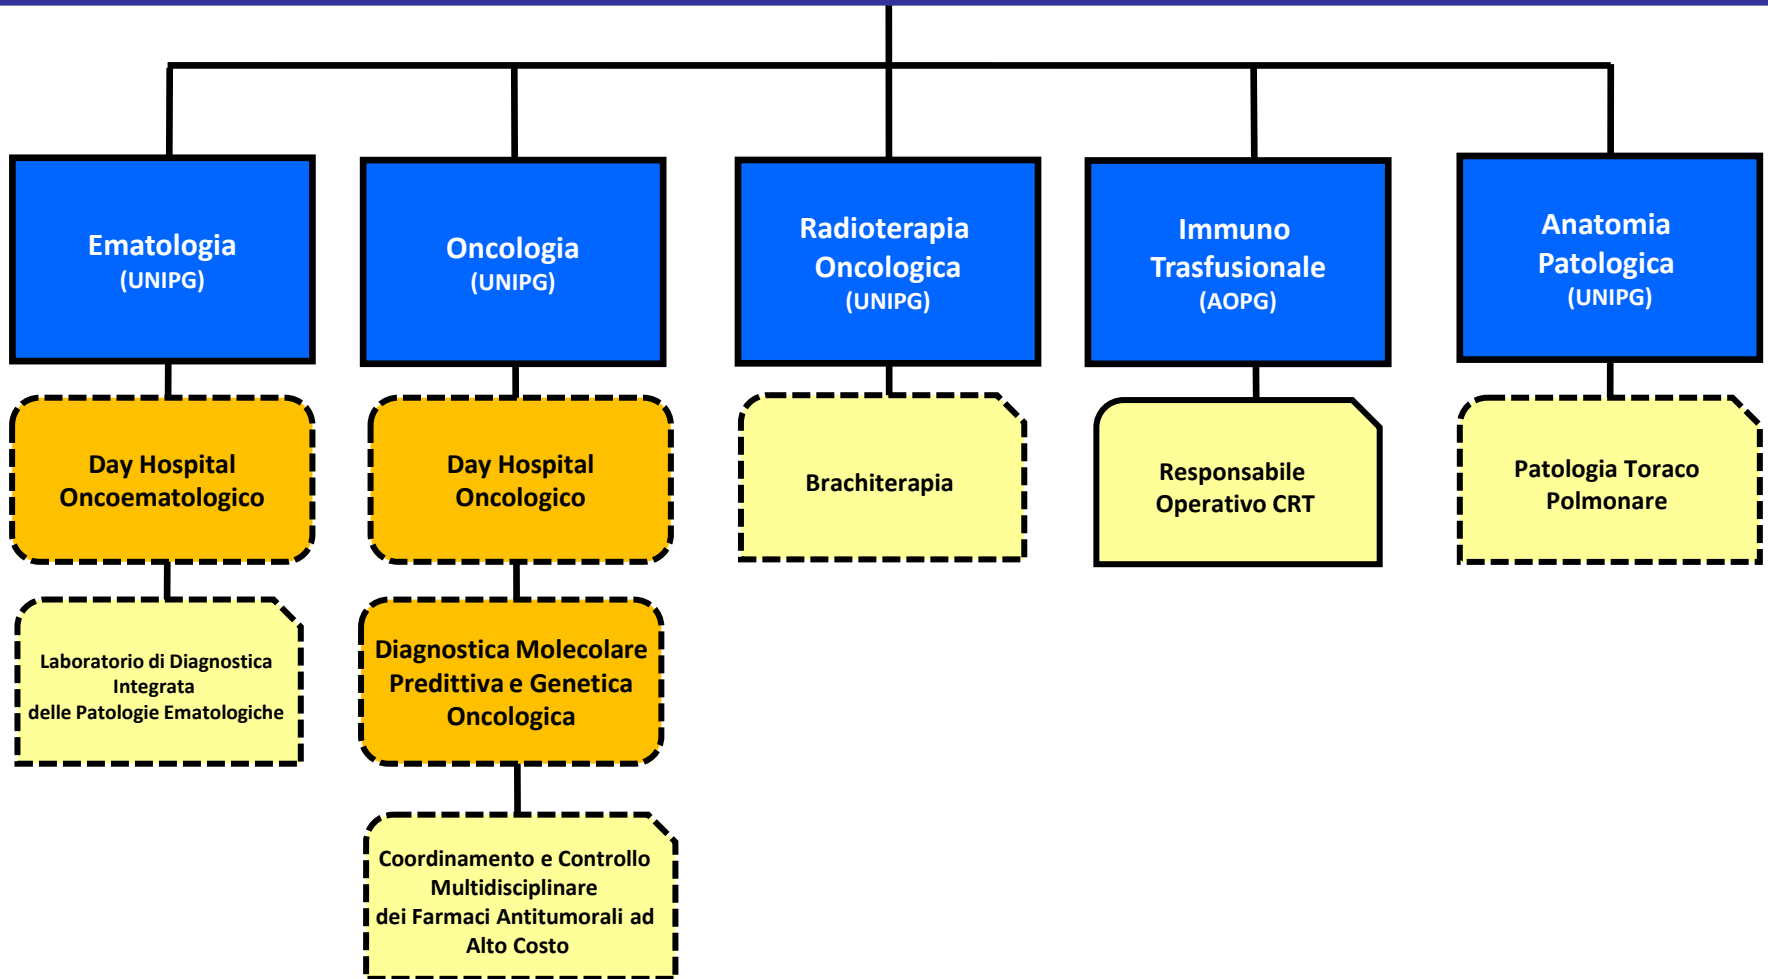 Ematologia
(UNIPG)
Oncologia
(UNIPG)
Radioterapia
Oncologica
(UNIPG)
Immuno
Trasfusionale
(AOPG)
Anatomia
Patologica
(UNIPG)
Day Hospital
Oncoematologico
Day Hospital
Oncologico
Brachiterapia
Responsabile
Operativo CRT
Patologia Toraco
Polmonare
Laboratorio di Diagnostica
Integrata
delle Patologie Ematologiche
Diagnostica Molecolare
Predittiva e Genetica
Oncologica
Coordinamento e Controllo
Multidisciplinare
dei Farmaci Antitumorali ad
Alto Costo